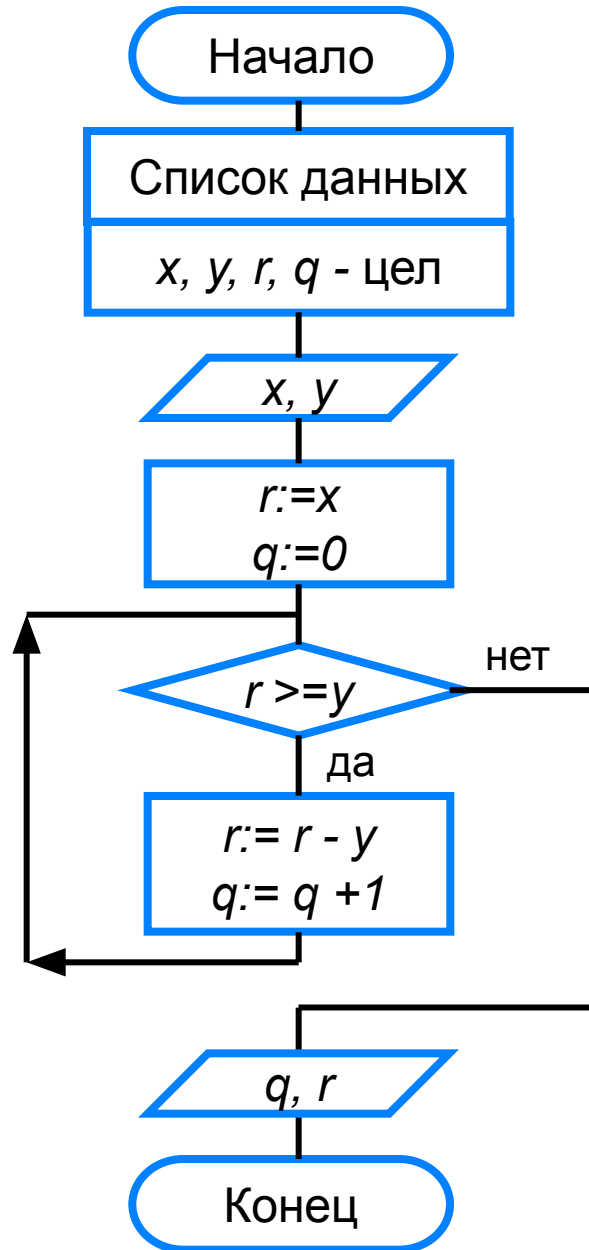 Начало
Список данных
x, y, r, q - цел
x, y
r:=x
q:=0
r >=y
нет
да
r:= r - y
q:= q +1
q, r
Конец